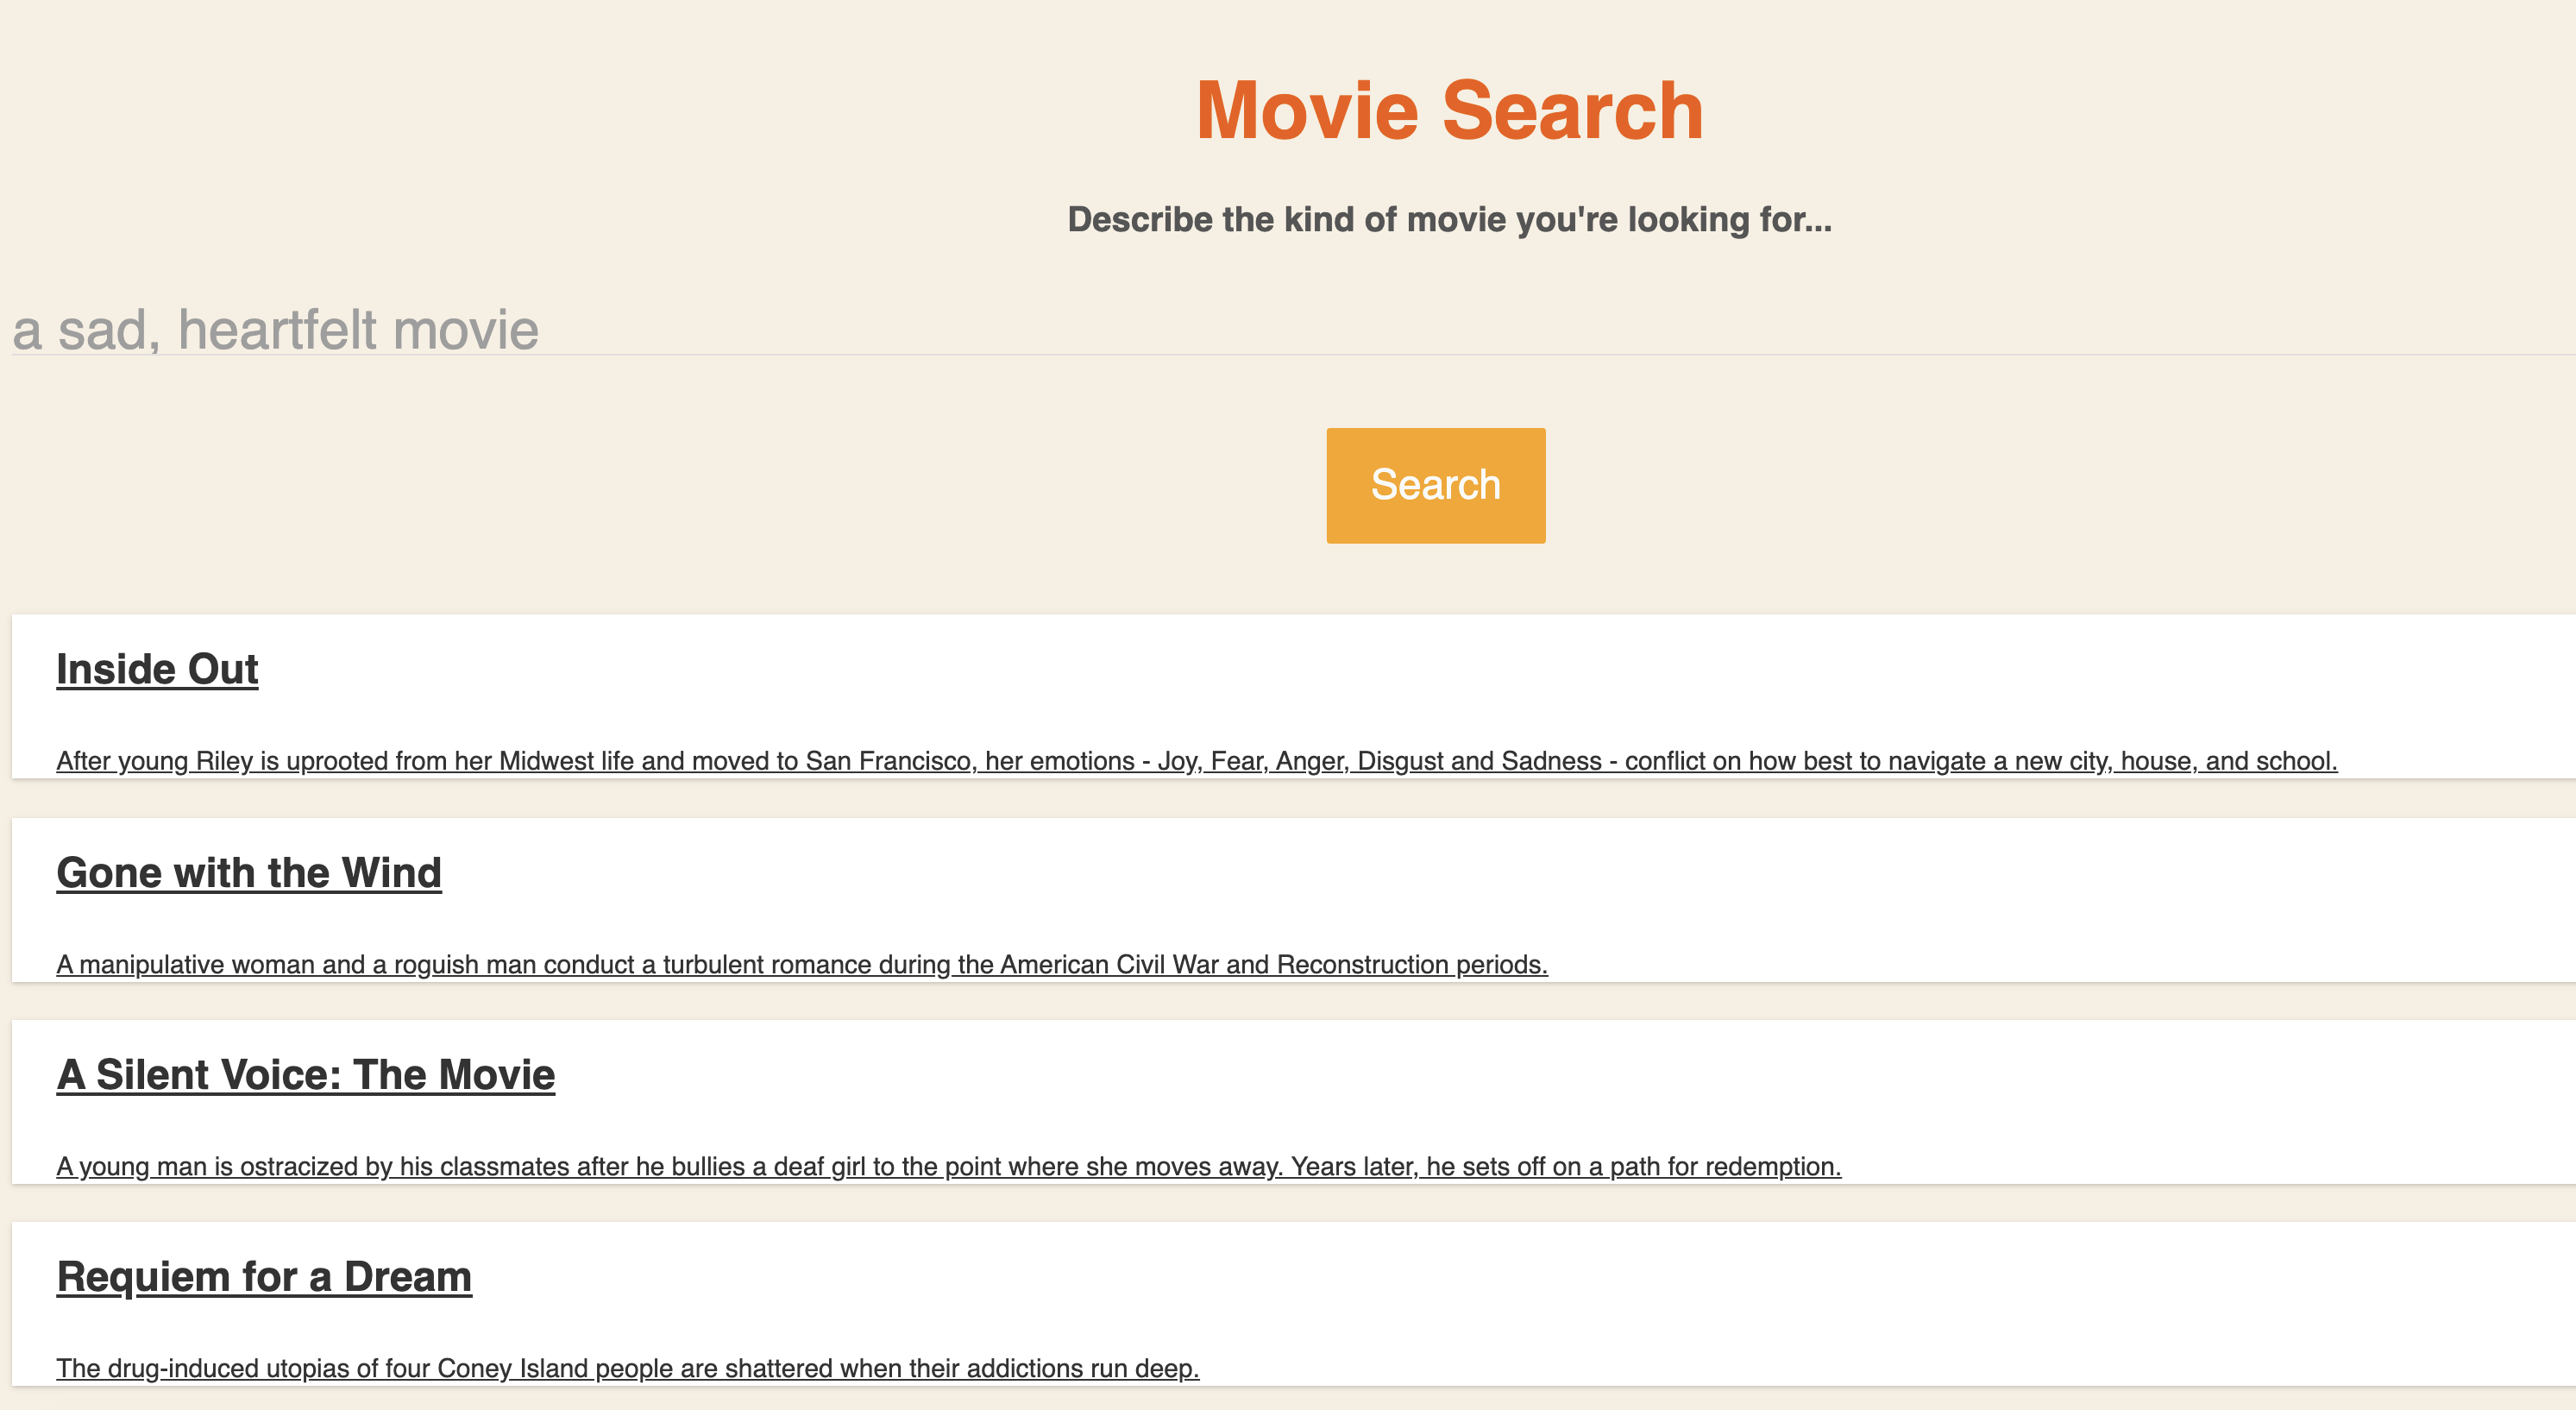 Movie Search
Describe the kind of movie you're looking for...
a sad, heartfelt movie
Search
Inside Out
After young Riley is uprooted from her Midwest life and moved to San Francisco, her emotions - Joy, Fear, Anger, Disgust and Sadness - conflict on how best to navigate a new city, house, and school.
Gone with the Wind
A manipulative woman and a roguish man conduct a turbulent romance during the American Civil War and Reconstruction periods.
A Silent Voice: The Movie
A young man is ostracized by his classmates after he bullies a deaf girl to the point where she moves away. Years later, he sets off on a path for redemption.
Requiem for a Dream
The drug-induced utopias of four Coney Island people are shattered when their addictions run deep.